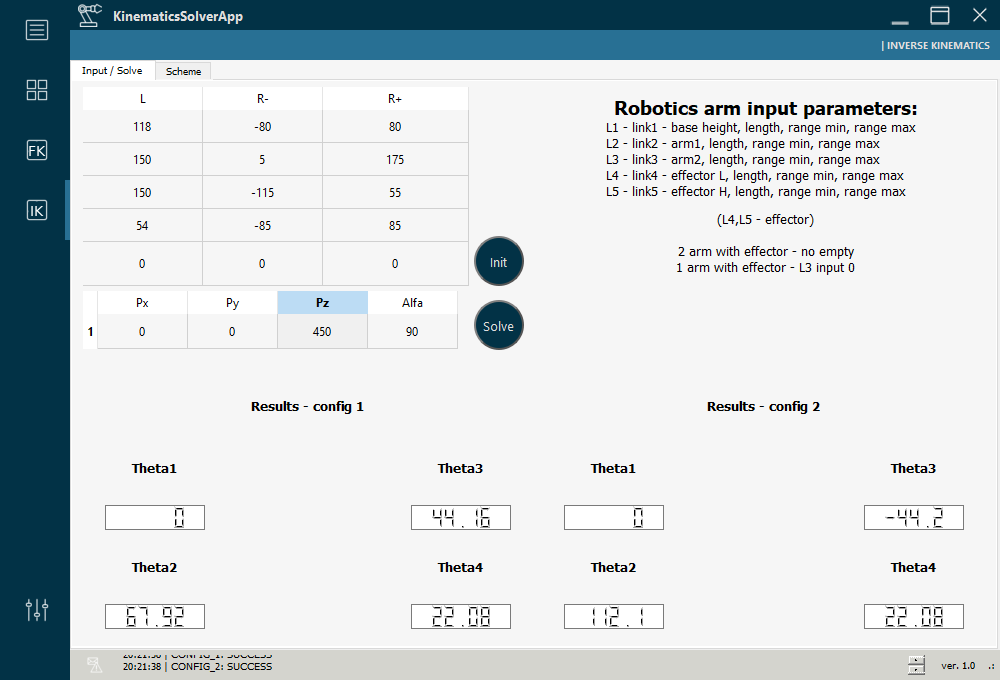 KinematicsSolverApp
| INVERSE KINEMATICS
Input / Solve Scheme
L R- R+
118 -80 80
150 5 175
150 -115 55
54 -85 85
0 0 0
Init
Px Py Pz Alfa
1 0 0 450 90
Solve
Robotics arm input parameters:
L1 - link1 - base height, length, range min, range max
L2 - link2 - arm1, length, range min, range max
L3 - link3 - arm2, length, range min, range max
L4 - link4 - effector L, length, range min, range max
L5 - link5 - effector H, length, range min, range max
(L4,L5 - effector)
2 arm with effector - no empty
1 arm with effector - L3 input 0
FK
IK
Results - config 1 Results - config 2
Theta1 Theta3 Theta1 Theta3
0 44.16 0 -44.2
Theta2 Theta4 Theta2 Theta4
67.92 22.08 112.1 22.08
20:21:38 | CONFIG_1: SUCCESS
20:21:38 | CONFIG_2: SUCCESS
ver. 1.0